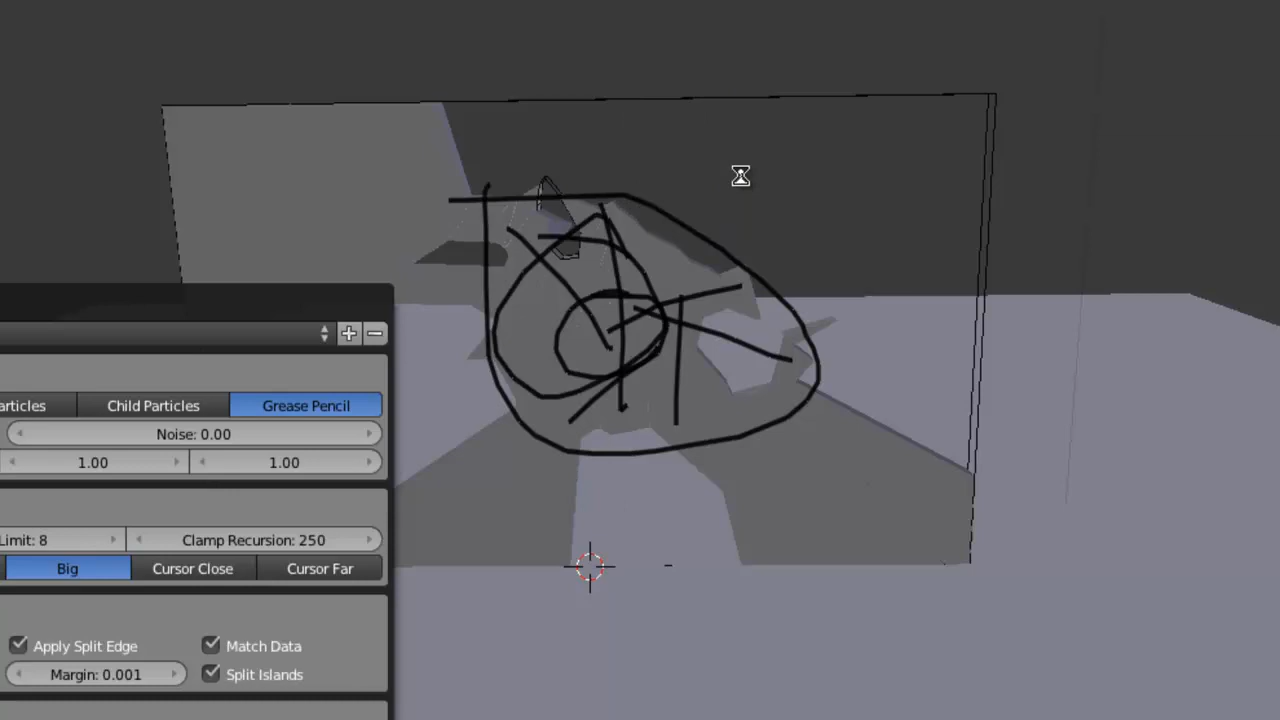 articles Child Particles Grease Pencil
Noise: 0.00
1.00 1.00
Limit: 8 Clamp Recursion: 250
Big Cursor Close Cursor Far
Apply Split Edge Match Data
Margin: 0.001 Split Islands